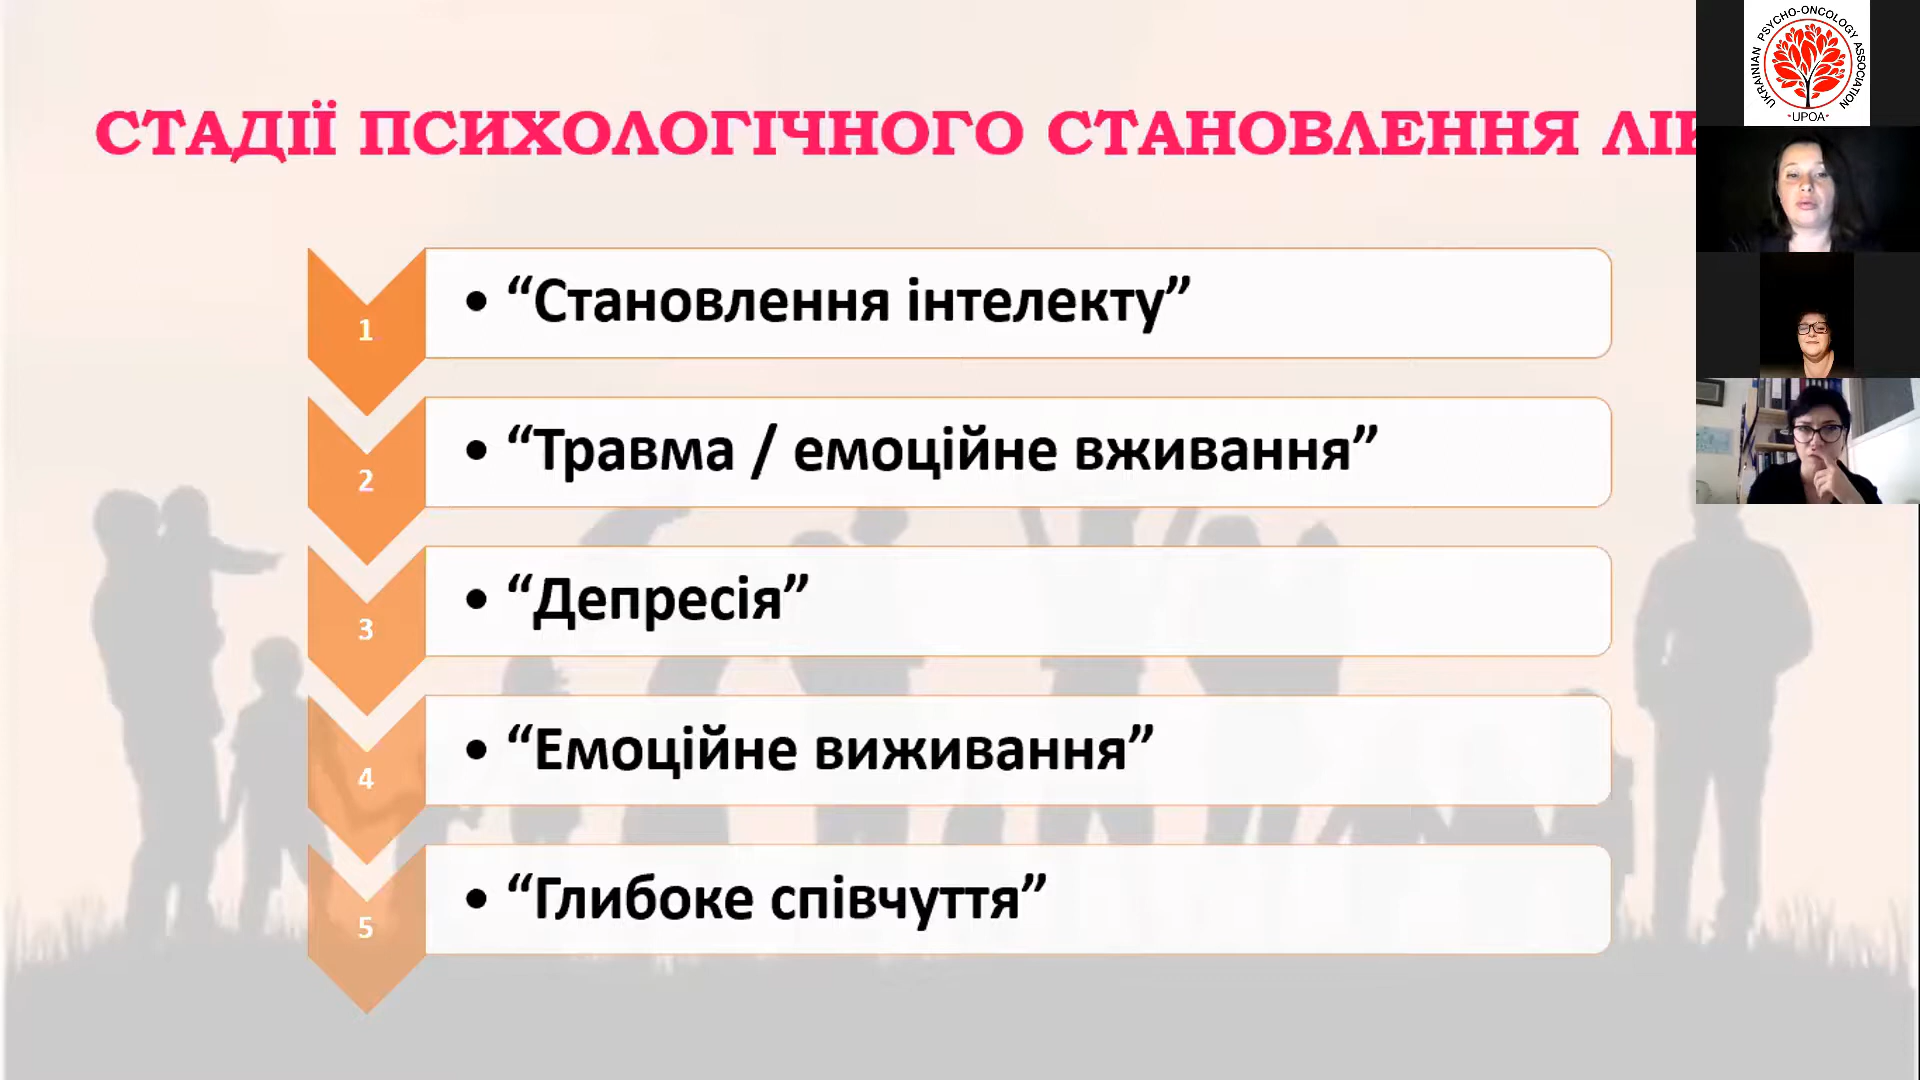 СТАДІЇ ПСИХОЛОГІЧНОГО СТАНОВЛЕННЯ
1
• “Становлення інтелекту”
2
• “Травма / емоційне вживання”
3
• “Депресія”
4
• “Емоційне виживання”
5
• “Глибоке співчуття”
UKRAINIAN PSYCHO-ONCOLOGY ASSOCIATION
•UPOA•